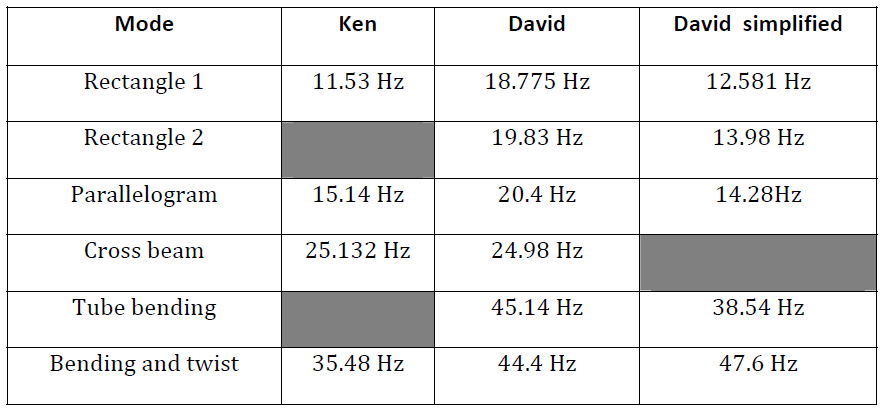 Mode Ken David David simplified
Rectangle 1 11.53 Hz 18.775 Hz 12.581 Hz
Rectangle 2 19.83 Hz 13.98 Hz
Parallelogram 15.14 Hz 20.4 Hz 14.28Hz
Cross beam 25.132 Hz 24.98 Hz
Tube bending 45.14 Hz 38.54 Hz
Bending and twist 35.48 Hz 44.4 Hz 47.6 Hz